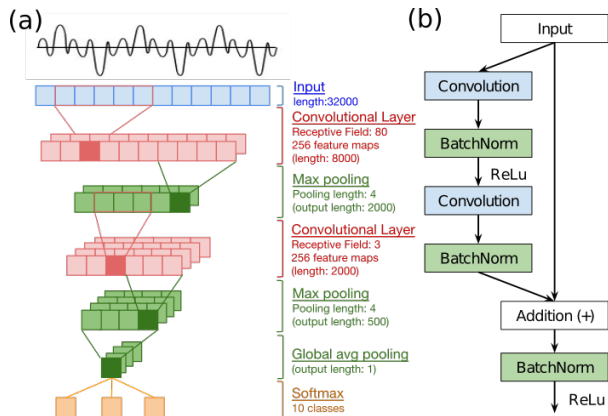 (a)
Input
length:32000
Convolutional Layer
Receptive Field: 80
256 feature maps
(length: 8000)
Max pooling
Pooling length: 4
(output length: 2000)
Convolutional Layer
Receptive Field: 3
256 feature maps
(length: 2000)
Max pooling
Pooling length: 4
(output length: 500)
Global avg pooling
(output length: 1)
Softmax
10 classes
(b)
Input
Convolution
BatchNorm
ReLu
Convolution
BatchNorm
Addition (+)
BatchNorm
ReLu